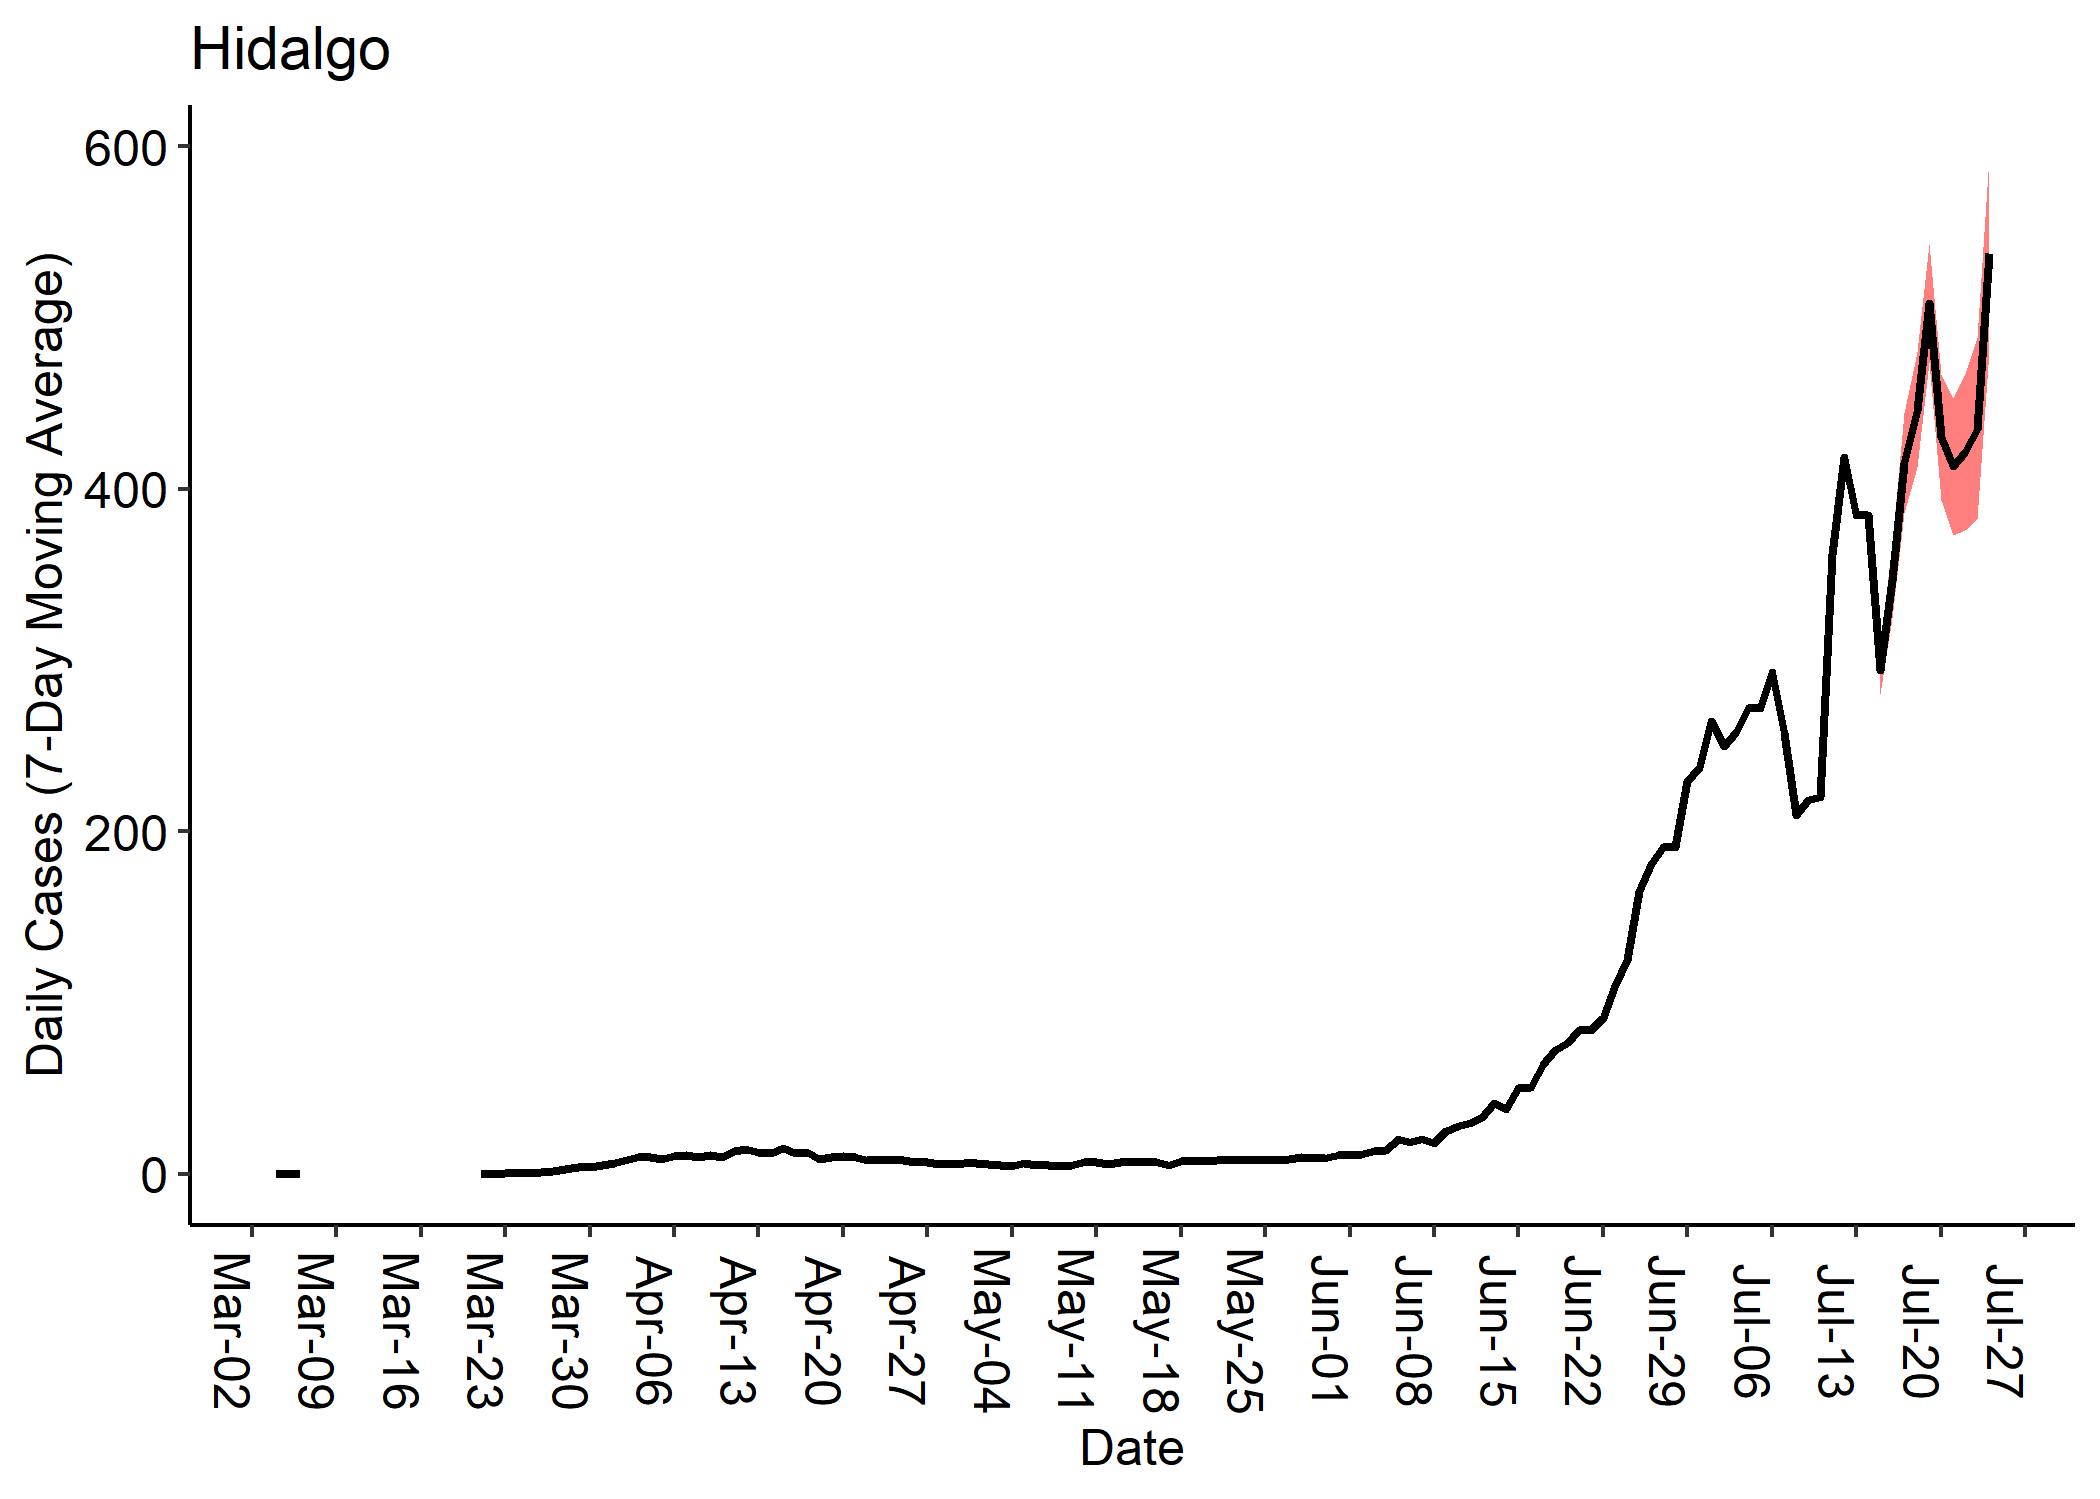 Hidalgo
Daily Cases (7-Day Moving Average)
600
400
200
0
Mar-02
Mar-09
Mar-16
Mar-23
Mar-30
Apr-06
Apr-13
Apr-20
Apr-27
May-04
May-11
May-18
May-25
Jun-01
Jun-08
Jun-15
Jun-22
Jun-29
Jul-06
Jul-13
Jul-20
Jul-27
Date